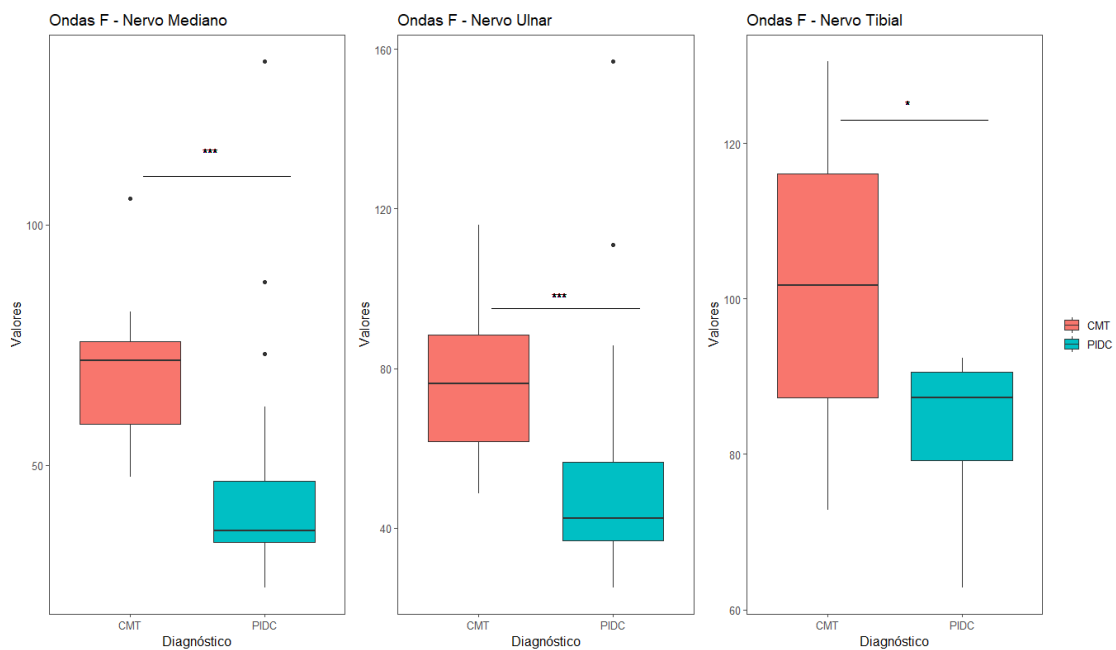 Ondas F - Nervo Mediano
Valores
100
50
***
CMT
PIDC
Diagnóstico
Ondas F - Nervo Ulnar
Valores
160
120
80
40
***
CMT
PIDC
Diagnóstico
Ondas F - Nervo Tibial
Valores
120
100
80
60
*
CMT
PIDC
Diagnóstico
CMT
PIDC